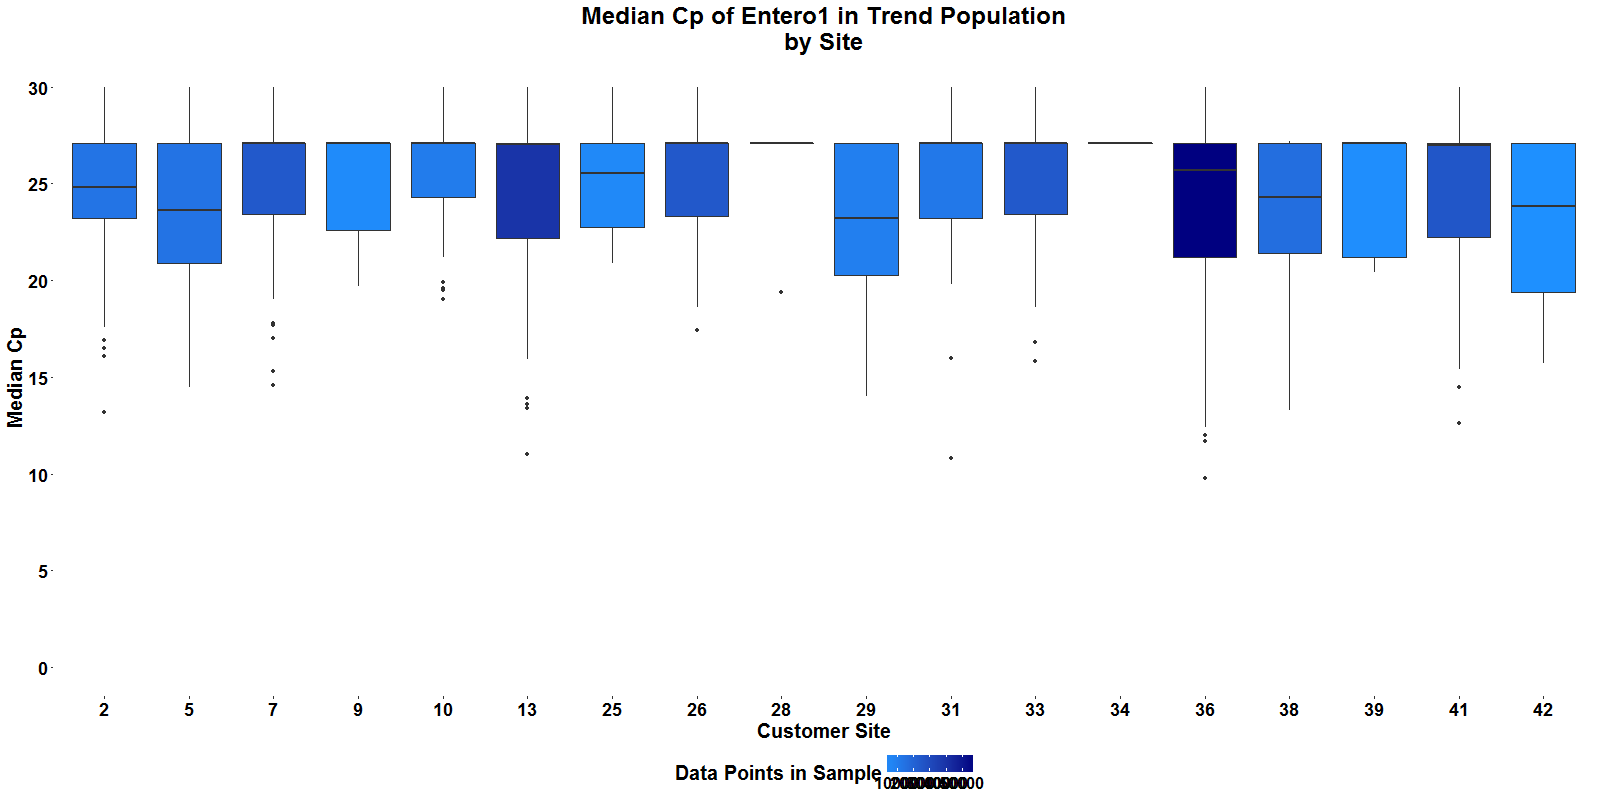 Median Cp of Entero1 in Trend Population
by Site
30
25
20
15
10
5
0
Median Cp
2 5 7 9 10 13 25 26 28 29 31 33 34 36 38 39 41 42
Customer Site
Data Points in Sample